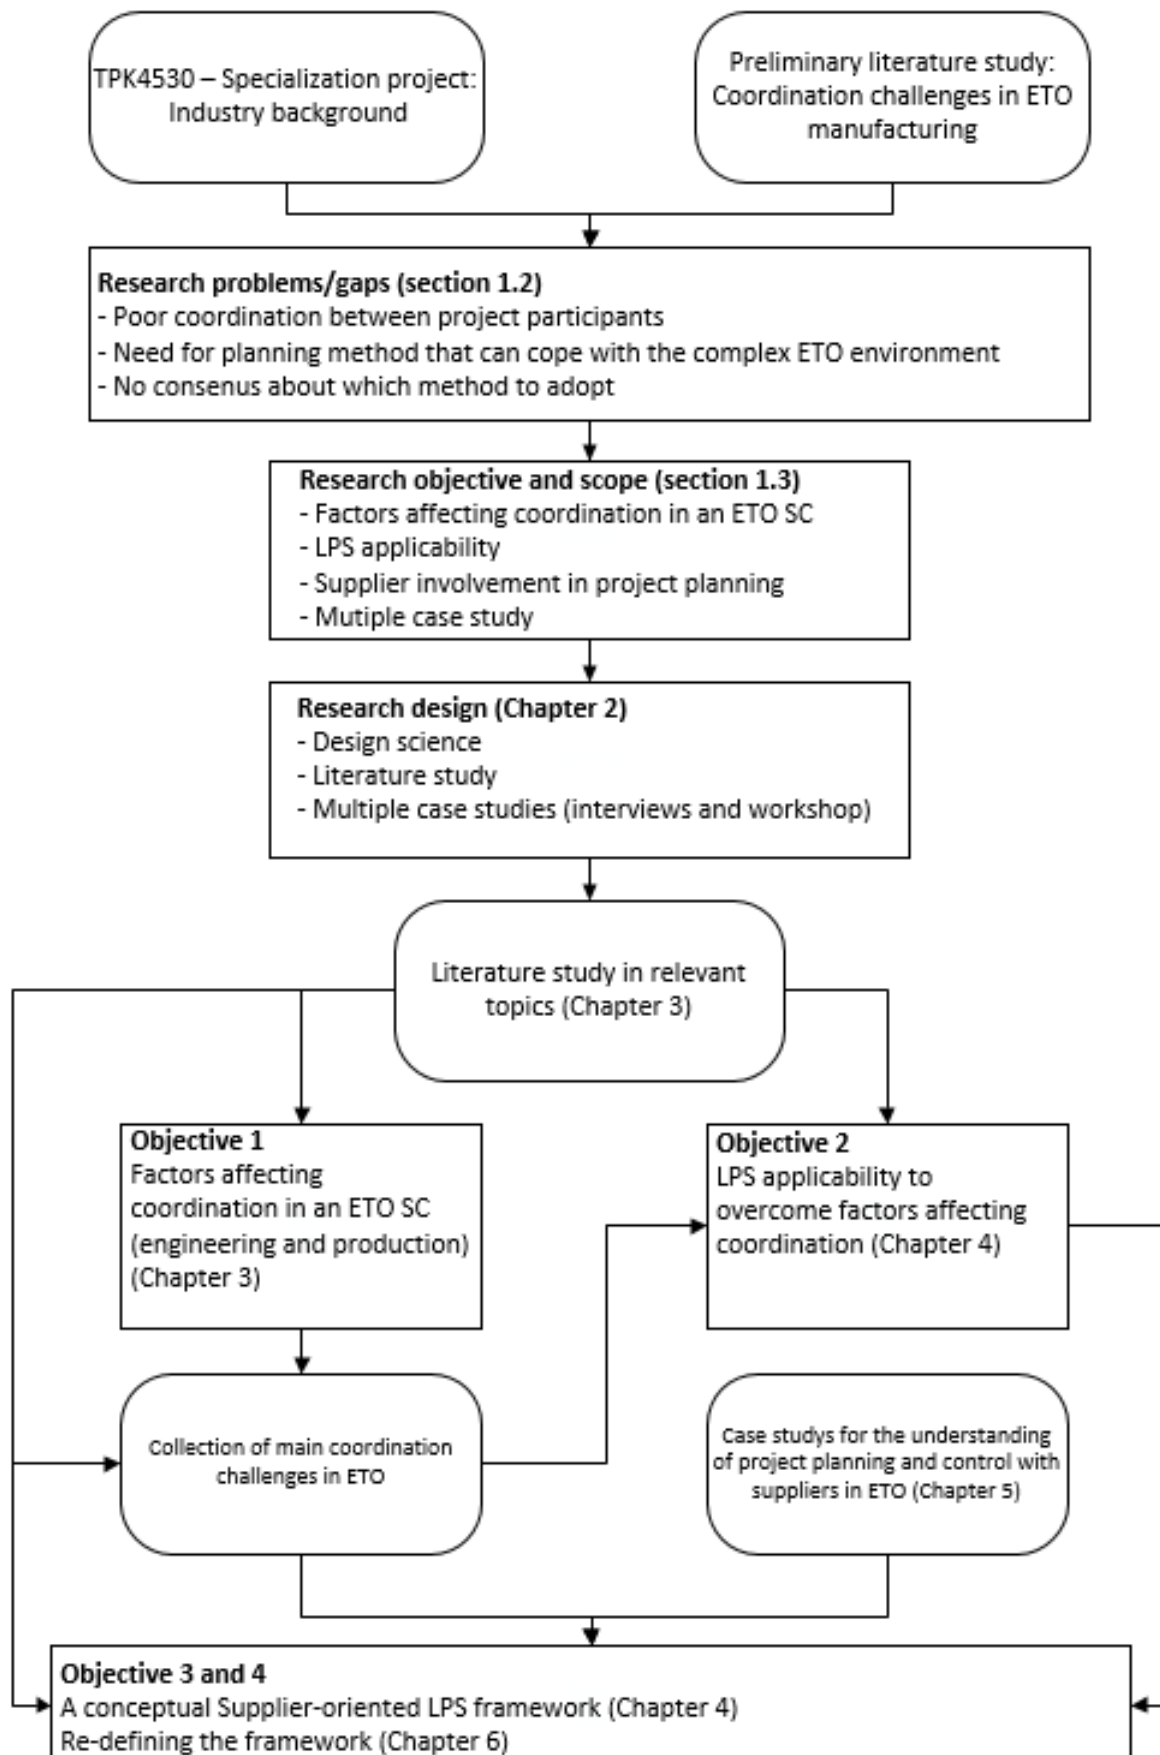 TPK4530 – Specialization project:
Industry background
Preliminary literature study:
Coordination challenges in ETO
manufacturing
Research problems/gaps (section 1.2)
- Poor coordination between project participants
- Need for planning method that can cope with the complex ETO environment
- No consenus about which method to adopt
Research objective and scope (section 1.3)
- Factors affecting coordination in an ETO SC
- LPS applicability
- Supplier involvement in project planning
- Mutiple case study
Research design (Chapter 2)
- Design science
- Literature study
- Multiple case studies (interviews and workshop)
Literature study in relevant
topics (Chapter 3)
Objective 1
Factors affecting
coordination in an ETO SC
(engineering and production)
(Chapter 3)
Objective 2
LPS applicability to
overcome factors affecting
coordination (Chapter 4)
Collection of main coordination
challenges in ETO
Case studys for the understanding
of project planning and control with
suppliers in ETO (Chapter 5)
Objective 3 and 4
A conceptual Supplier-oriented LPS framework (Chapter 4)
Re-defining the framework (Chapter 6)